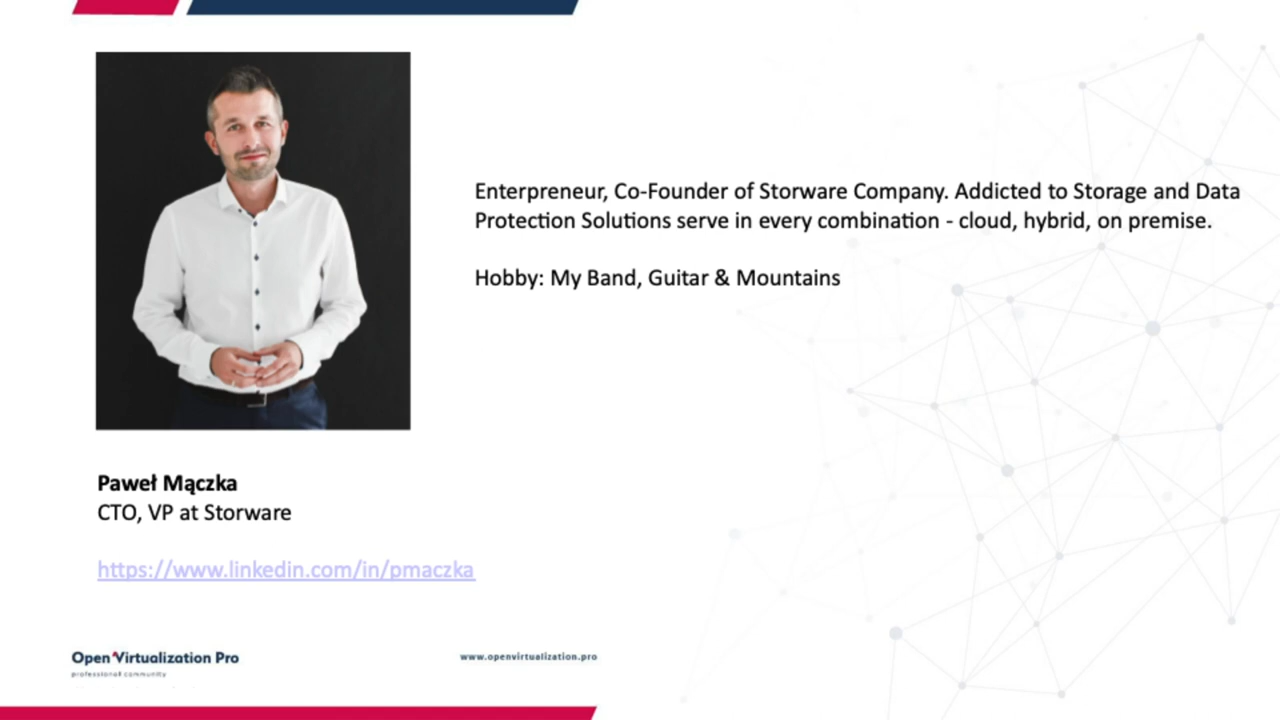 Enterpreneur, Co-Founder of Storware Company. Addicted to Storage and Data
Protection Solutions serve in every combination - cloud, hybrid, on premise.
Hobby: My Band, Guitar & Mountains
Paweł Mączka
CTO, VP at Storware
https://www.linkedin.com/in/pmaczka
Open Virtualization Pro
professional community
www.openvirtualization.pro